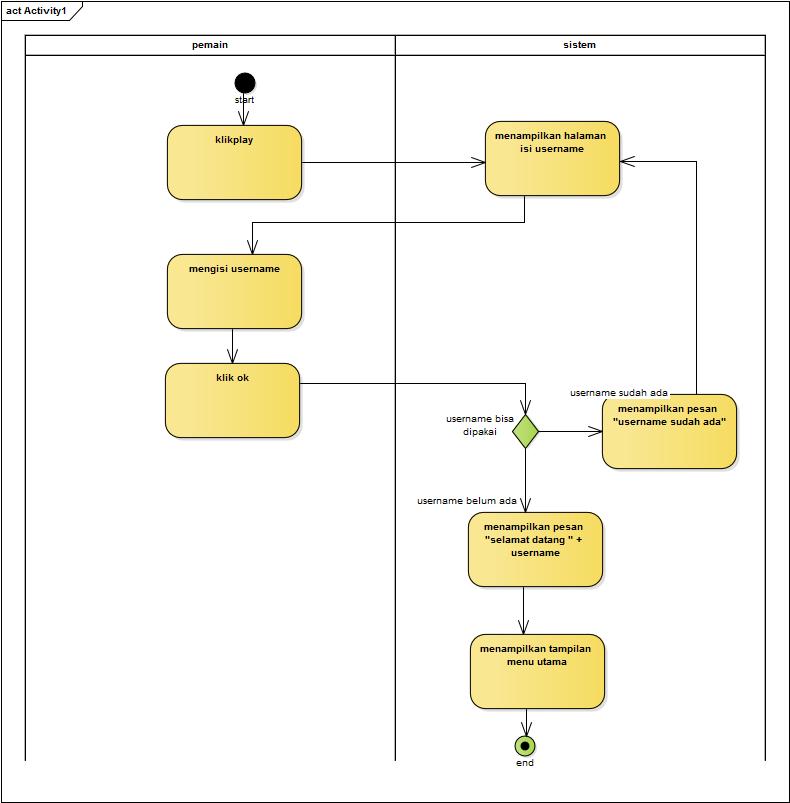 act Activity1
pemain
sistem
start
klikplay
menampilkan halaman
isi username
mengisi username
klik ok
username bisa
dipakai
username sudah ada
menampilkan pesan
"username sudah ada"
username belum ada
menampilkan pesan
"selamat datang " +
username
menampilkan tampilan
menu utama
end